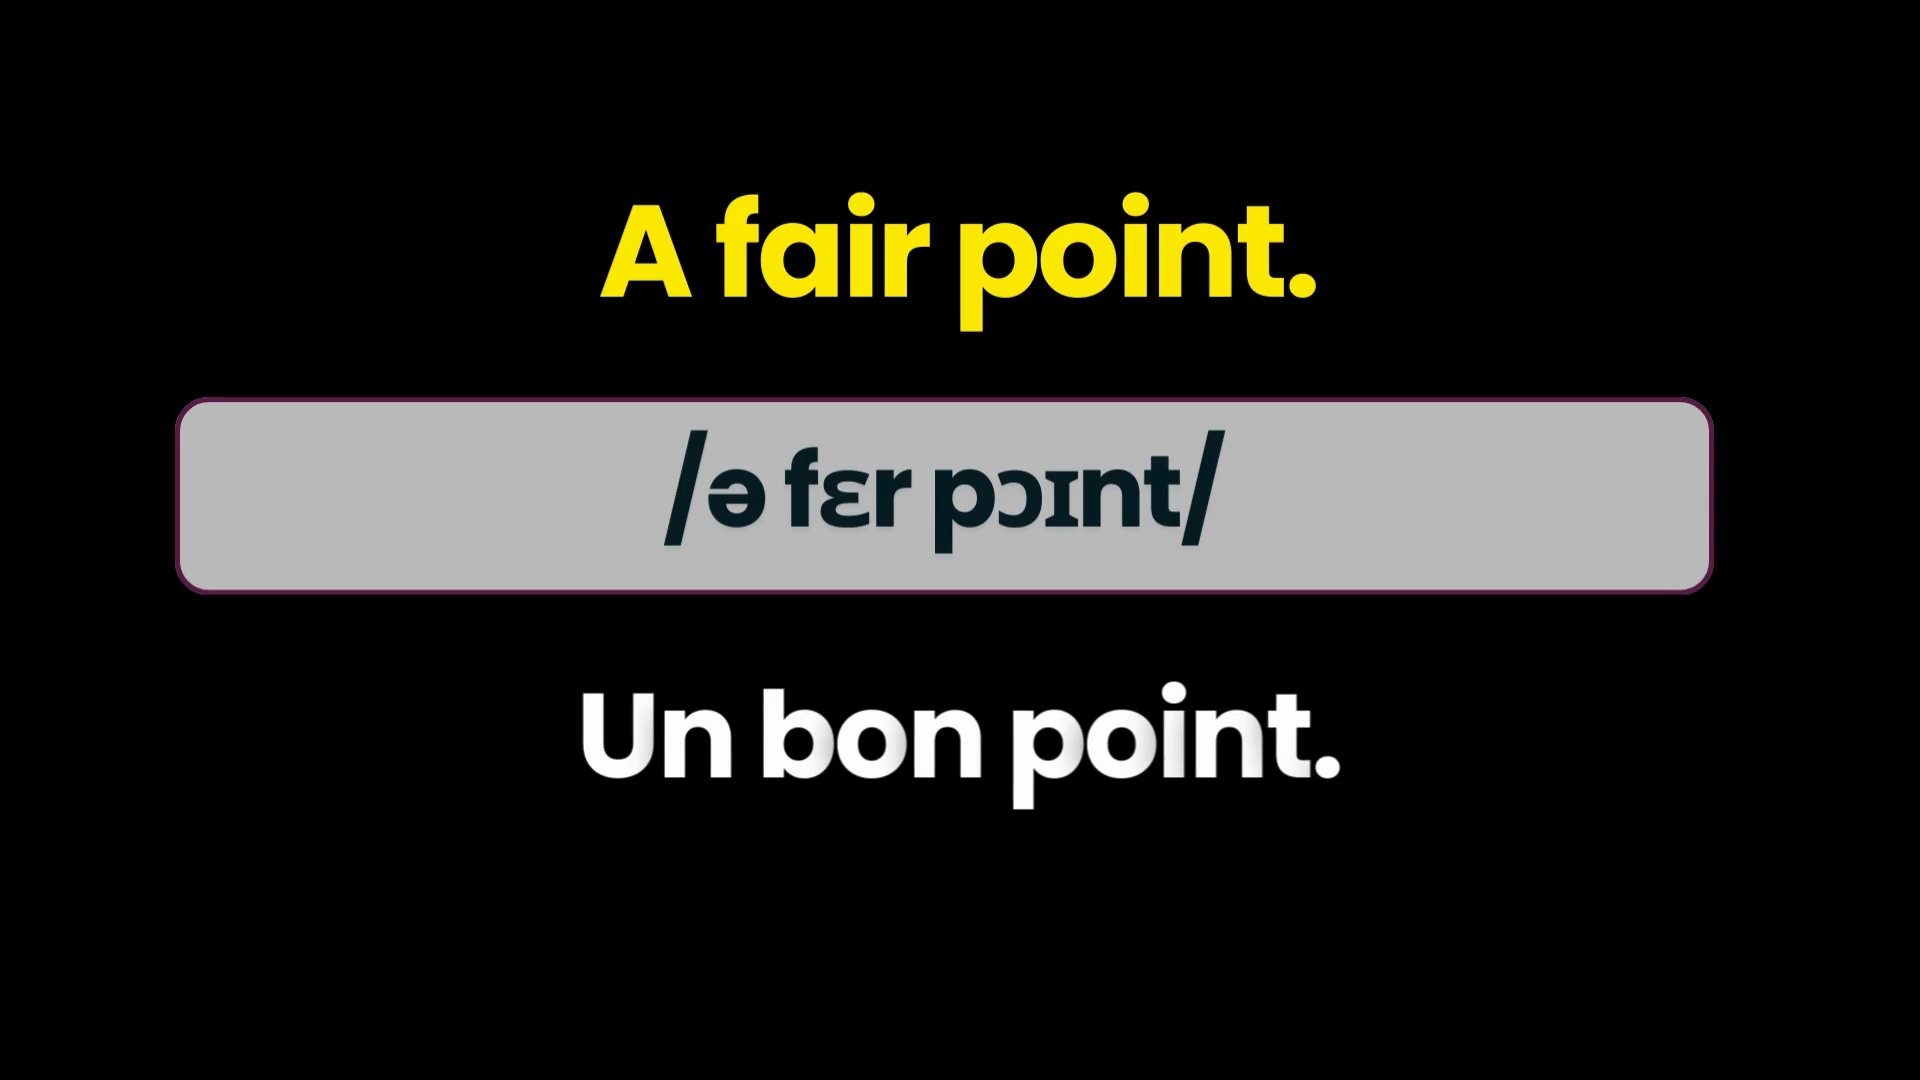 A fair point.
/ə fɛr pɔɪnt/
Un bon point.